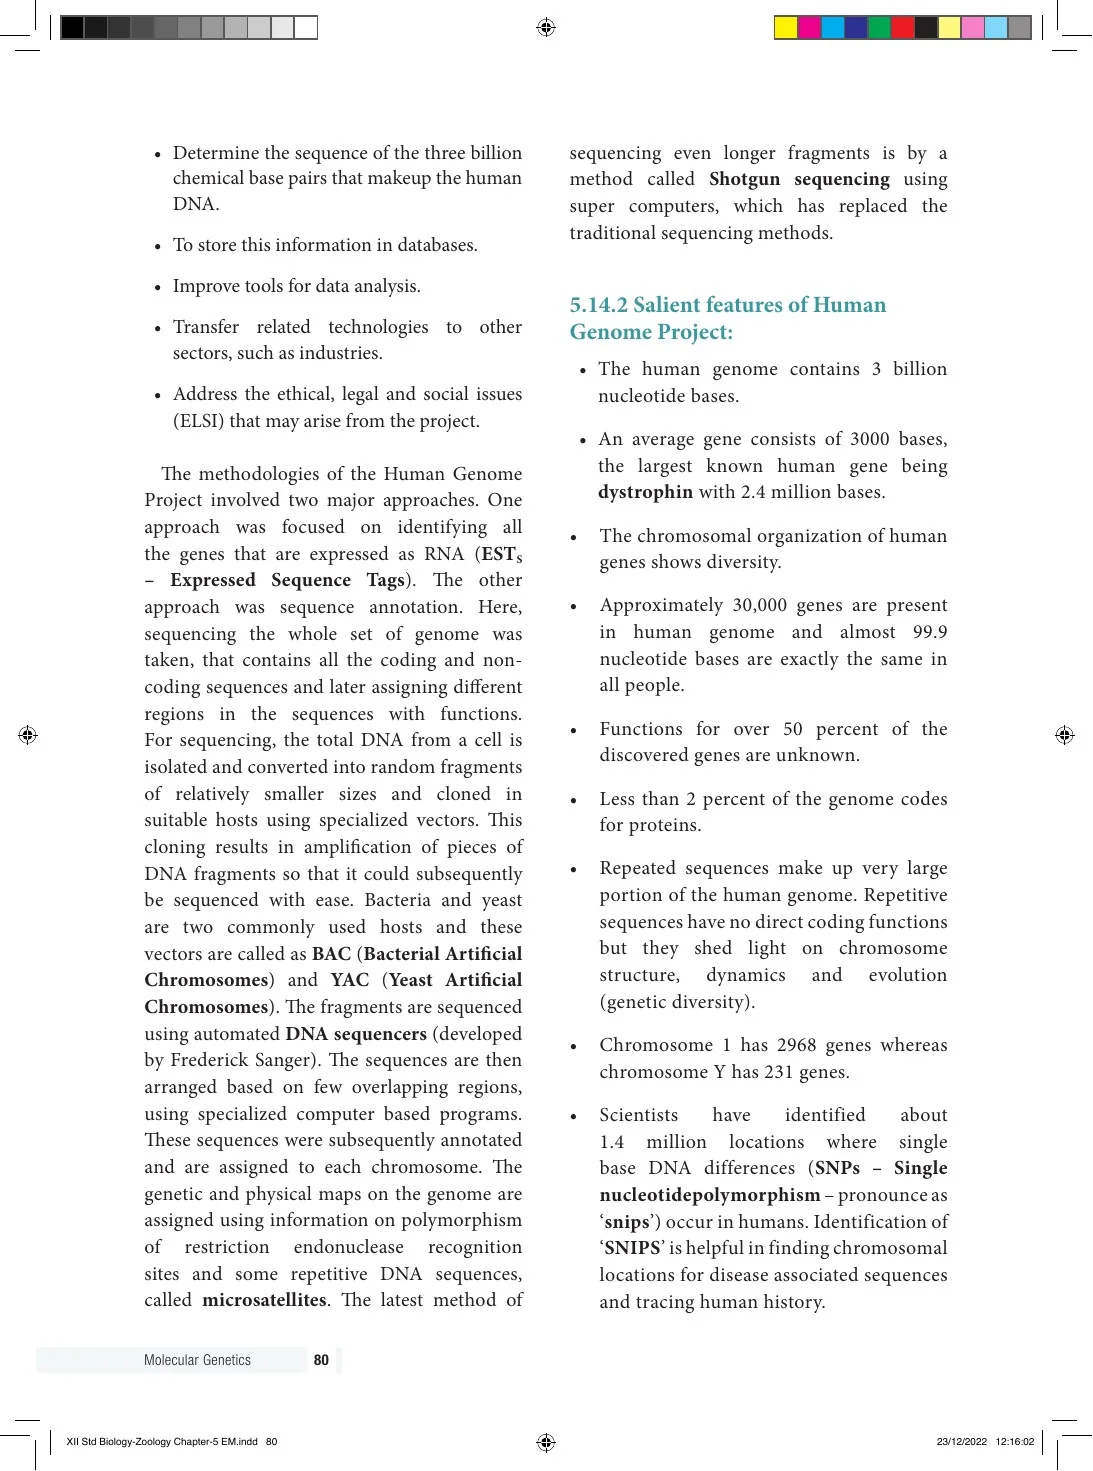 • Determine the sequence of the three billion
chemical base pairs that makeup the human
DNA.
• To store this information in databases.
• Improve tools for data analysis.
• Transfer related technologies to other
sectors, such as industries.
• Address the ethical, legal and social issues
(ELSI) that may arise from the project.
The methodologies of the Human Genome
Project involved two major approaches. One
approach was focused on identifying all
the genes that are expressed as RNA (ESTs
– Expressed Sequence Tags). The other
approach was sequence annotation. Here,
sequencing the whole set of genome was
taken, that contains all the coding and non-
coding sequences and later assigning different
regions in the sequences with functions.
For sequencing, the total DNA from a cell is
isolated and converted into random fragments
of relatively smaller sizes and cloned in
suitable hosts using specialized vectors. This
cloning results in amplification of pieces of
DNA fragments so that it could subsequently
be sequenced with ease. Bacteria and yeast
are two commonly used hosts and these
vectors are called as BAC (Bacterial Artificial
Chromosomes) and YAC (Yeast Artificial
Chromosomes). The fragments are sequenced
using automated DNA sequencers (developed
by Frederick Sanger). The sequences are then
arranged based on few overlapping regions,
using specialized computer based programs.
These sequences were subsequently annotated
and are assigned to each chromosome. The
genetic and physical maps on the genome are
assigned using information on polymorphism
of restriction endonuclease recognition
sites and some repetitive DNA sequences,
called microsatellites. The latest method of
sequencing even longer fragments is by a
method called Shotgun sequencing using
super computers, which has replaced the
traditional sequencing methods.
5.14.2 Salient features of Human
Genome Project:
• The human genome contains 3 billion
nucleotide bases.
• An average gene consists of 3000 bases,
the largest known human gene being
dystrophin with 2.4 million bases.
• The chromosomal organization of human
genes shows diversity.
• Approximately 30,000 genes are present
in human genome and almost 99.9
nucleotide bases are exactly the same in
all people.
• Functions for over 50 percent of the
discovered genes are unknown.
• Less than 2 percent of the genome codes
for proteins.
• Repeated sequences make up very large
portion of the human genome. Repetitive
sequences have no direct coding functions
but they shed light on chromosome
structure, dynamics and evolution
(genetic diversity).
• Chromosome 1 has 2968 genes whereas
chromosome Y has 231 genes.
• Scientists have identified about
1.4 million locations where single
base DNA differences (SNPs – Single
nucleotidepolymorphism – pronounce as
‘snips’) occur in humans. Identification of
‘SNIPS’ is helpful in finding chromosomal
locations for disease associated sequences
and tracing human history.
Molecular Genetics 80
XII Std Biology-Zoology Chapter-5 EM.indd 80
23/12/2022 12:16:02